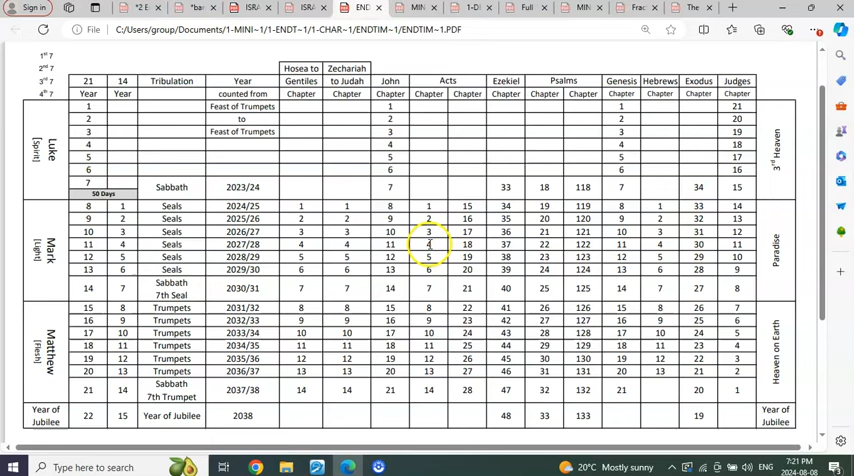 Sign in
*2 E
*bac
ISRA
ISRA
ENDT
MIN
1-DI
Full
MIN
Frac
The
File C:/Users/group/Documents/1-MINI~1/1-ENDT~1/1-CHAR~1/ENDTIM~1/ENDTIM~1.PDF
1st 7
2nd 7 Hosea to Zechariah
3rd 7 21 14 Tribulation Year Gentiles to Judah John Acts Ezekiel Psalms Genesis Hebrews Exodus Judges
4th 7 Year Year counted from Chapter Chapter Chapter Chapter Chapter Chapter Chapter Chapter Chapter Chapter Chapter Chapter
Luke [Spirit]
1 Feast of Trumpets 1 1 21
2 to 2 2 20
3 Feast of Trumpets 3 3 19
4 4 4 18
5 5 5 17
6 6 6 16
7 Sabbath 2023/24 7 33 18 118 7 34 15
50 Days
3rd Heaven
Mark [Light]
8 1 Seals 2024/25 1 1 8 1 15 34 19 119 8 1 33 14
9 2 Seals 2025/26 2 2 9 2 16 35 20 120 9 2 32 13
10 3 Seals 2026/27 3 3 10 3 17 36 21 121 10 3 31 12
11 4 Seals 2027/28 4 4 11 4 18 37 22 122 11 4 30 11
12 5 Seals 2028/29 5 5 12 5 19 38 23 123 12 5 29 10
13 6 Seals 2029/30 6 6 13 6 20 39 24 124 13 6 28 9
14 7 Sabbath 7th Seal 2030/31 7 7 14 7 21 40 25 125 14 7 27 8
Paradise
Matthew [Flesh]
15 8 Trumpets 2031/32 8 8 15 8 22 41 26 126 15 8 26 7
16 9 Trumpets 2032/33 9 9 16 9 23 42 27 127 16 9 25 6
17 10 Trumpets 2033/34 10 10 17 10 24 43 28 128 17 10 24 5
18 11 Trumpets 2034/35 11 11 18 11 25 44 29 129 18 11 23 4
19 12 Trumpets 2035/36 12 12 19 12 26 45 30 130 19 12 22 3
20 13 Trumpets 2036/37 13 13 20 13 27 46 31 131 20 13 21 2
21 14 Sabbath 7th Trumpet 2037/38 14 14 21 14 28 47 32 132 21 20 1
Heaven on Earth
Year of Jubilee 22 15 Year of Jubilee 2038 48 33 133 19 Year of Jubilee
Search
20°C Mostly sunny
ENG
7:21 PM
2024-08-08